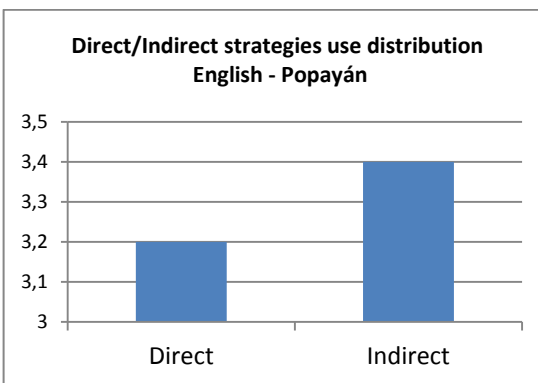 Direct/Indirect strategies use distribution
English - Popayán
3,5
3,4
3,3
3,2
3,1
3
Direct Indirect